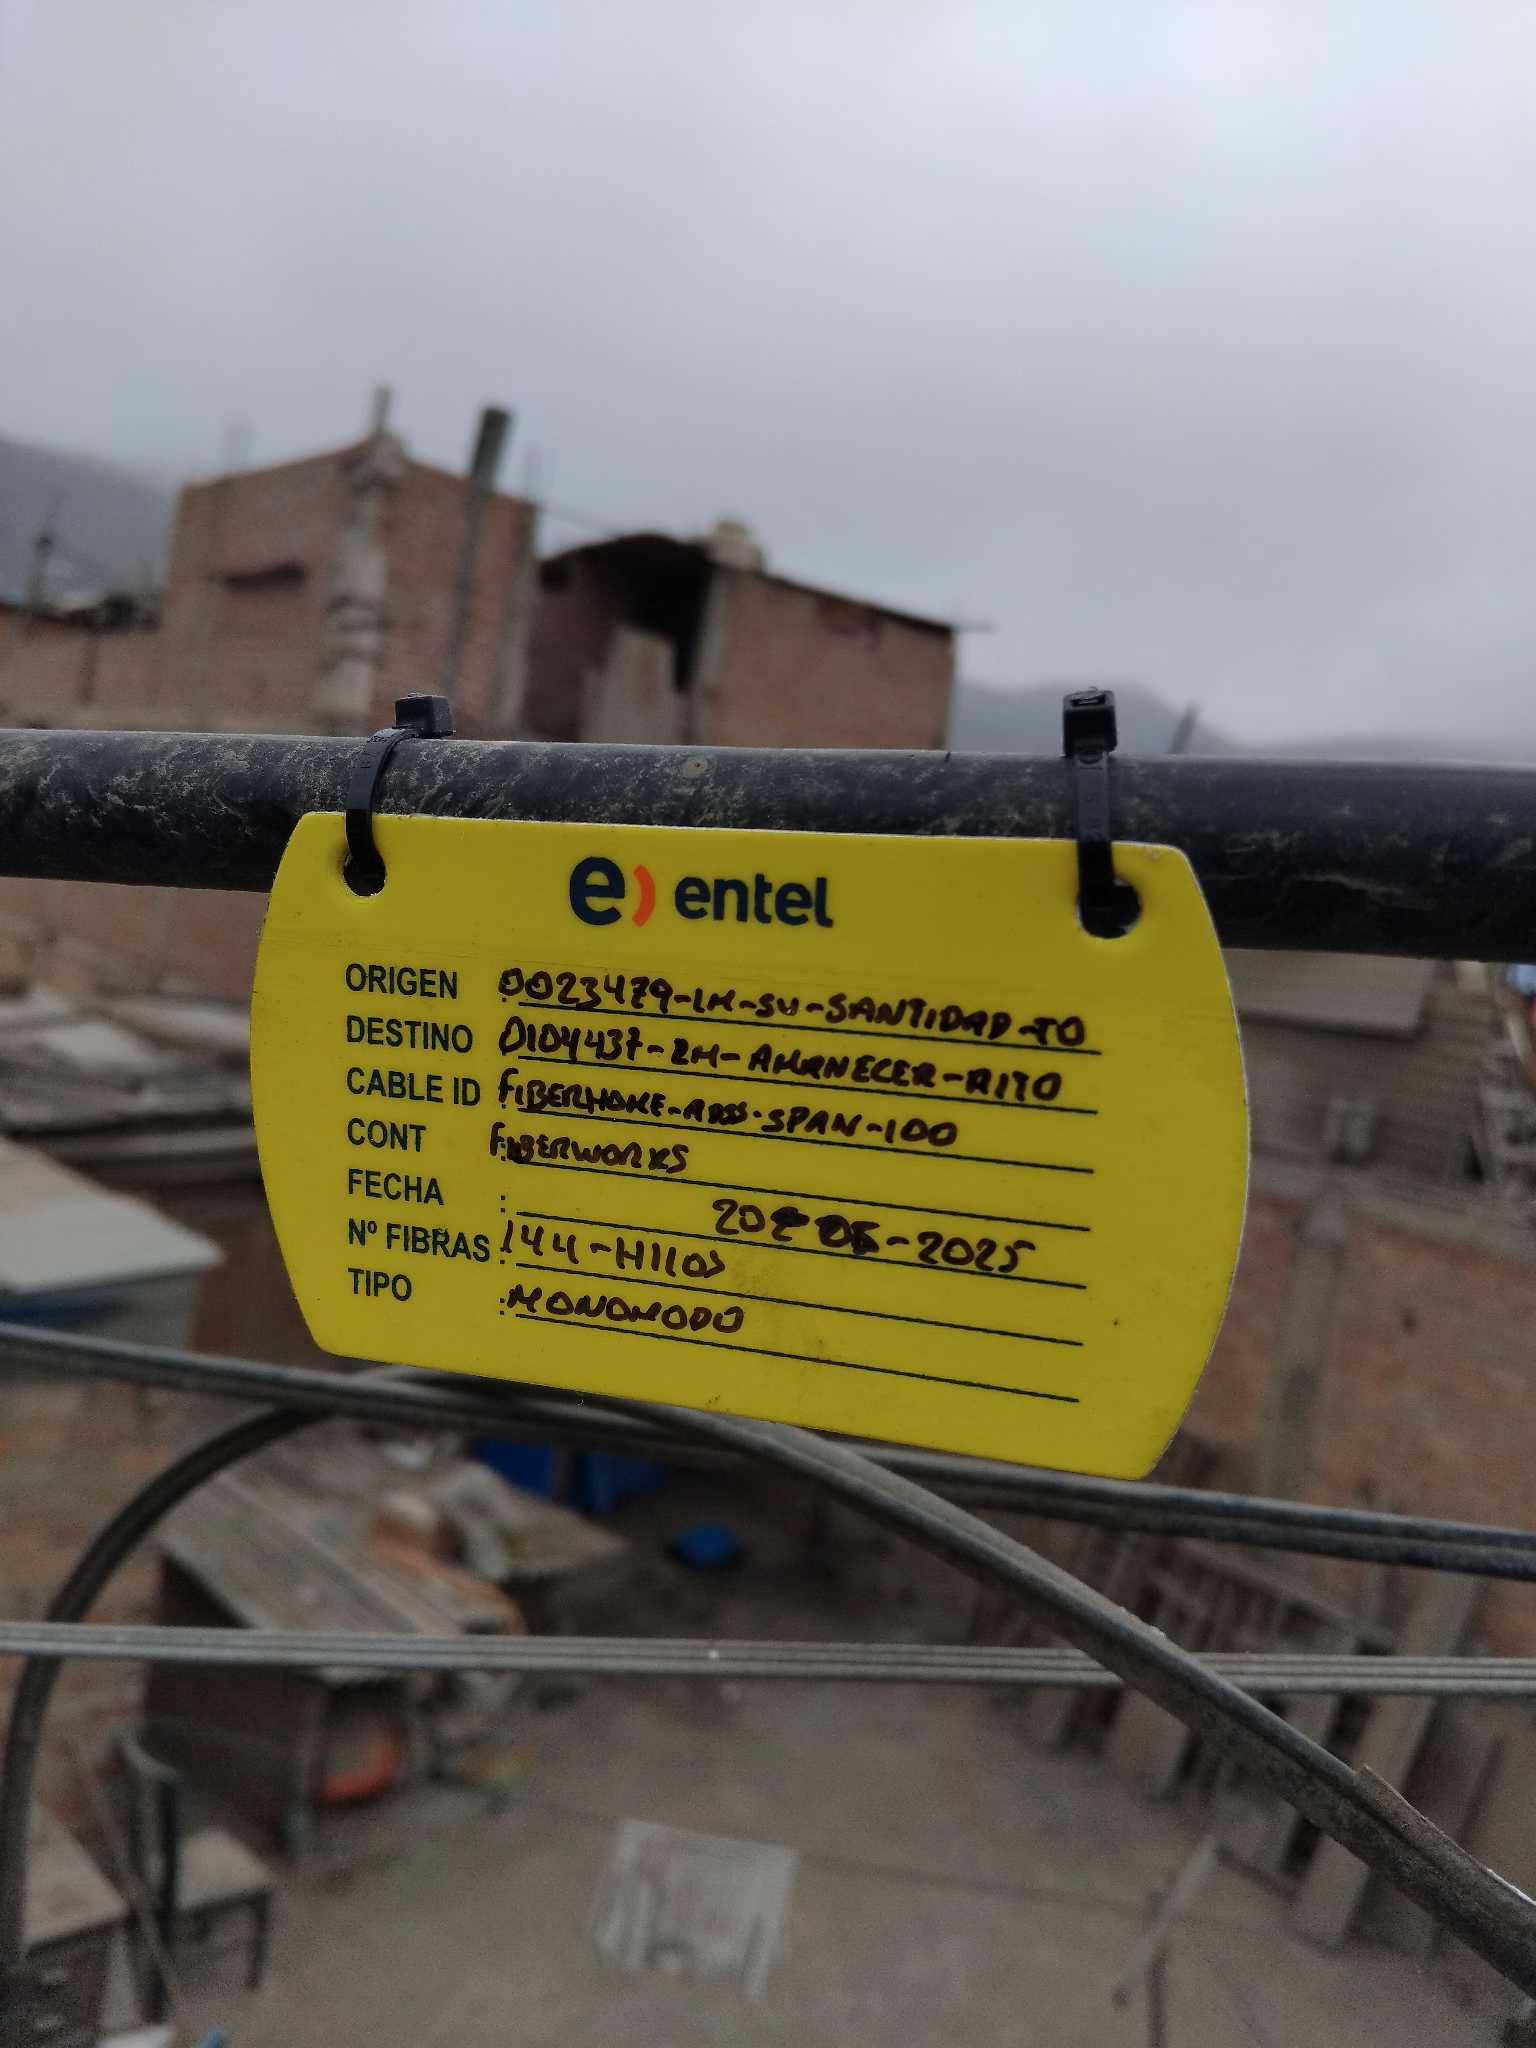 e) entel
ORIGEN : 0023479-LM-SU-SANTIDAD-TO
DESTINO : 0104437-LM-AMANECER-RITO
CABLE ID : FIBERHOME-ADSS-SPAN-100
CONT : FIBERWORKS
FECHA : 20 05-2025
Nº FIBRAS : 144-HILOS
TIPO : MONOMODO